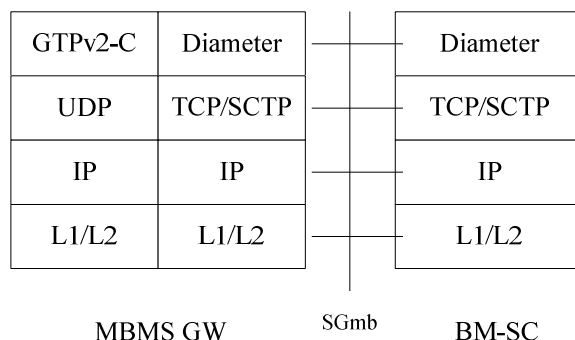 GTPv2-C Diameter Diameter
UDP TCP/SCTP TCP/SCTP
IP IP IP
L1/L2 L1/L2 L1/L2
MBMS GW SGmb BM-SC